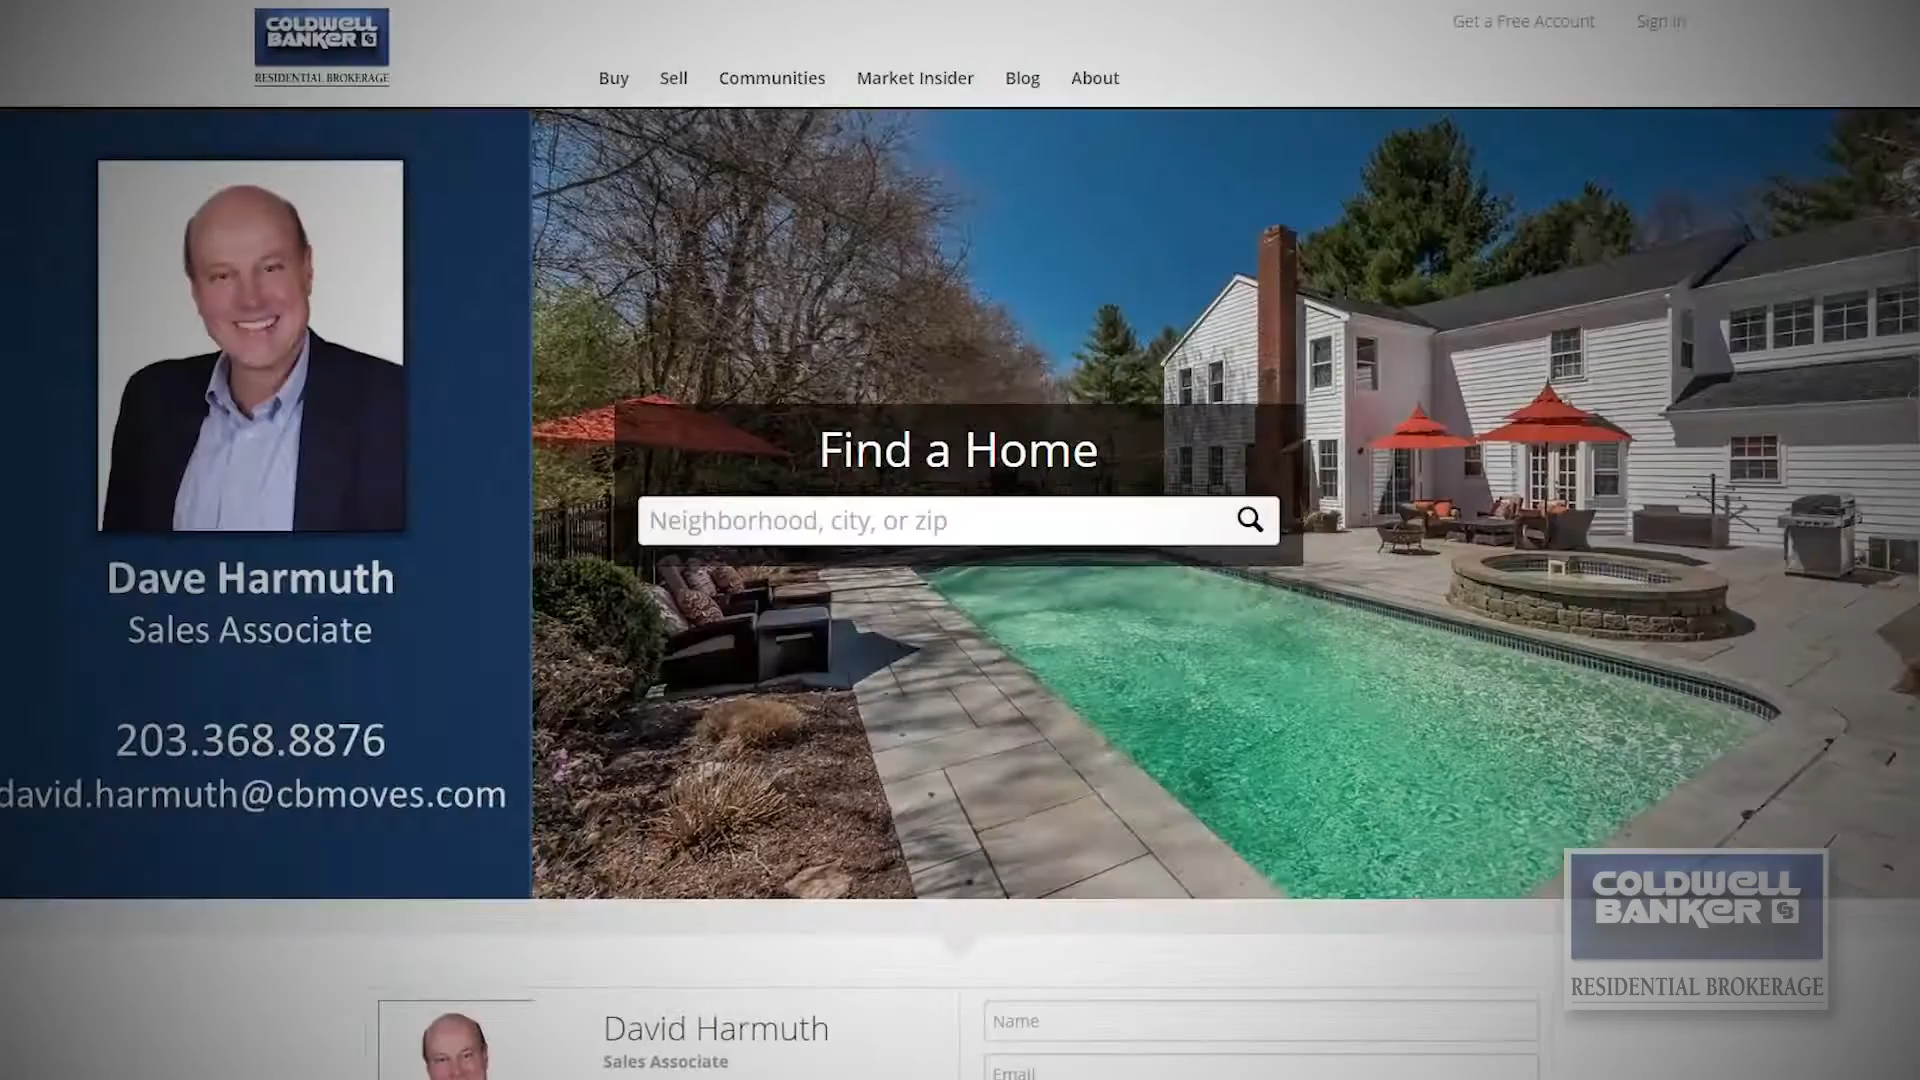 COLDWELL
BANKER CB
RESIDENTIAL BROKERAGE
Get a Free Account
Sign In
Buy
Sell
Communities
Market Insider
Blog
About
Dave Harmuth
Sales Associate
203.368.8876
david.harmuth@cbmoves.com
Find a Home
Neighborhood, city, or zip
COLDWELL
BANKER CB
RESIDENTIAL BROKERAGE
David Harmuth
Sales Associate
Name
Email